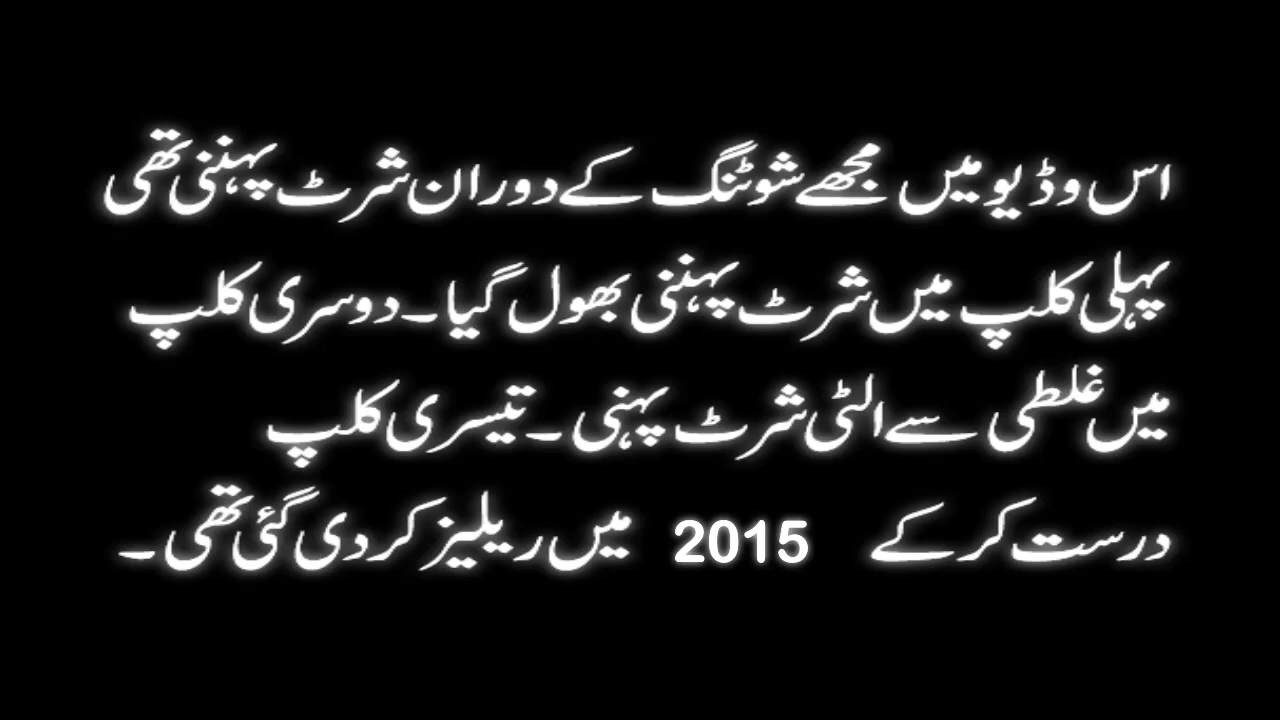 اس وڈیو میں مجھے شوٹنگ کے دوران شرٹ پہننی تھی
پہلی کلپ میں شرٹ پہننی بھول گیا۔ دوسری کلپ
میں غلطی سے الٹی شرٹ پہنی ۔ تیسری کلپ
درست کر کے 2015 میں ریلیز کر دی گئی تھی ۔